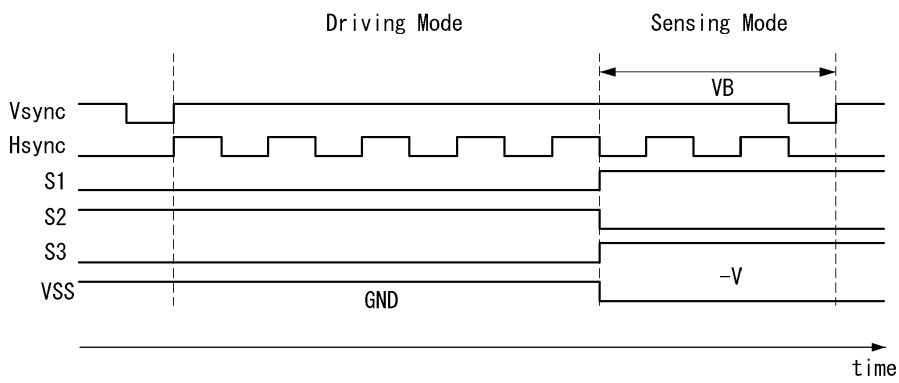 Driving Mode
Sensing Mode
VB
Vsync
Hsync
S1
S2
S3
-V
VSS
GND
time